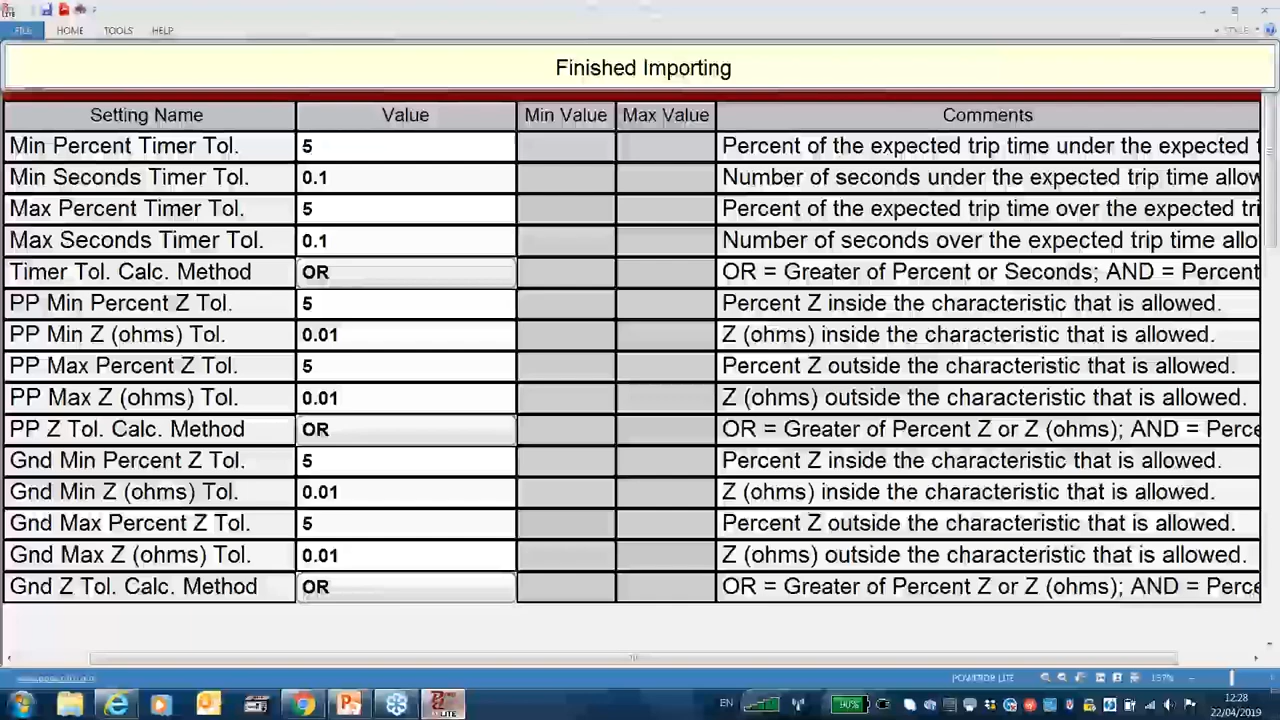 FILE HOME TOOLS HELP STYLE
Finished Importing
Setting Name Value Min Value Max Value Comments
Min Percent Timer Tol. 5 Percent of the expected trip time under the expected t
Min Seconds Timer Tol. 0.1 Number of seconds under the expected trip time allow
Max Percent Timer Tol. 5 Percent of the expected trip time over the expected tri
Max Seconds Timer Tol. 0.1 Number of seconds over the expected trip time allo
Timer Tol. Calc. Method OR OR = Greater of Percent or Seconds; AND = Percent
PP Min Percent Z Tol. 5 Percent Z inside the characteristic that is allowed.
PP Min Z (ohms) Tol. 0.01 Z (ohms) inside the characteristic that is allowed.
PP Max Percent Z Tol. 5 Percent Z outside the characteristic that is allowed.
PP Max Z (ohms) Tol. 0.01 Z (ohms) outside the characteristic that is allowed.
PP Z Tol. Calc. Method OR OR = Greater of Percent Z or Z (ohms); AND = Perce
Gnd Min Percent Z Tol. 5 Percent Z inside the characteristic that is allowed.
Gnd Min Z (ohms) Tol. 0.01 Z (ohms) inside the characteristic that is allowed.
Gnd Max Percent Z Tol. 5 Percent Z outside the characteristic that is allowed.
Gnd Max Z (ohms) Tol. 0.01 Z (ohms) outside the characteristic that is allowed.
Gnd Z Tol. Calc. Method OR OR = Greater of Percent Z or Z (ohms); AND = Perce
POWERDB LITE 157%
LITE EN 90% 12:28
22/04/2019